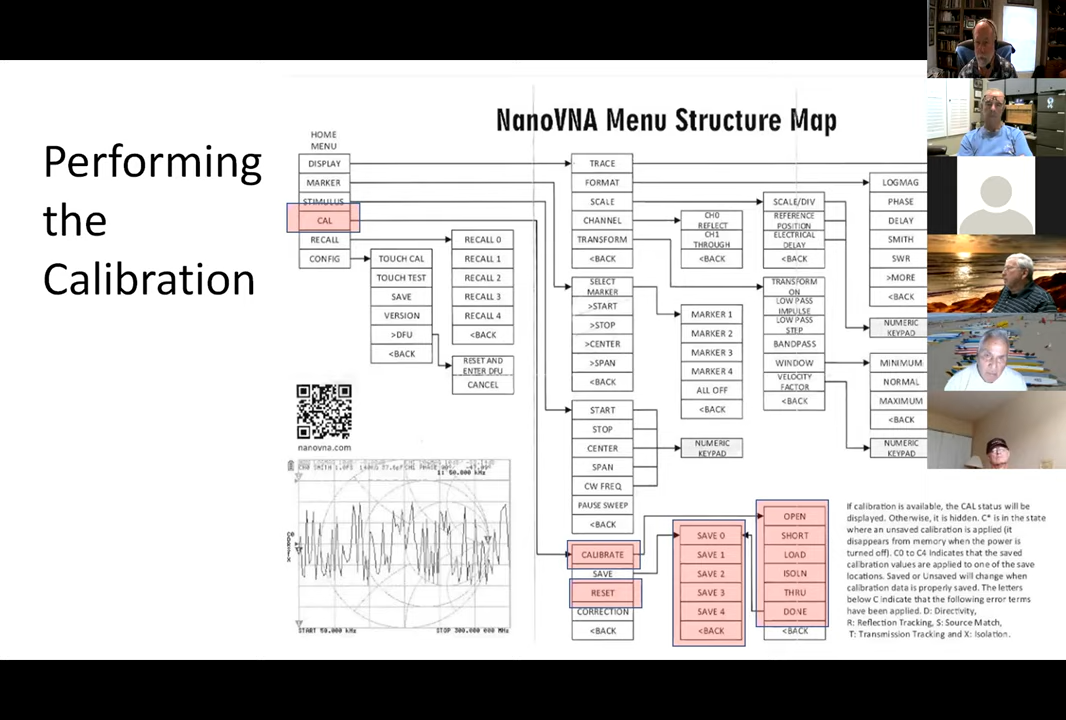 Performing
the
Calibration
NanoVNA Menu Structure Map
HOME
MENU
DISPLAY
MARKER
STIMULUS
CAL
RECALL
CONFIG
TOUCH CAL
TOUCH TEST
SAVE
VERSION
>DFU
<BACK
RECALL 0
RECALL 1
RECALL 2
RECALL 3
RECALL 4
<BACK
RESET AND
ENTER DFU
CANCEL
TRACE
FORMAT
SCALE
CHANNEL
TRANSFORM
<BACK
SELECT
MARKER
>START
>STOP
>CENTER
>SPAN
<BACK
START
STOP
CENTER
SPAN
CW FREQ
PAUSE SWEEP
<BACK
CALIBRATE
SAVE
RESET
CORRECTION
<BACK
CH0
REFLECT
CH1
THROUGH
<BACK
MARKER 1
MARKER 2
MARKER 3
MARKER 4
ALL OFF
<BACK
NUMERIC
KEYPAD
SAVE 0
SAVE 1
SAVE 2
SAVE 3
SAVE 4
<BACK
SCALE/DIV
REFERENCE
POSITION
ELECTRICAL
DELAY
<BACK
TRANSFORM
ON
LOW PASS
IMPULSE
LOW PASS
STEP
BANDPASS
WINDOW
VELOCITY
FACTOR
<BACK
OPEN
SHORT
LOAD
ISOLN
THRU
DONE
<BACK
LOGMAG
PHASE
DELAY
SMITH
SWR
>MORE
<BACK
NUMERIC
KEYPAD
MINIMUM
NORMAL
MAXIMUM
<BACK
NUMERIC
KEYPAD
nanovna.com
START 50.000 kHz
STOP 300.000 000 MHz
If calibration is available, the CAL status will be
displayed. Otherwise, it is hidden. C* is in the state
where an unsaved calibration is applied (it
disappears from memory when the power is
turned off). C0 to C4 indicates that the saved
calibration values are applied to one of the save
locations. Saved or Unsaved will change when
calibration data is properly saved. The letters
below C indicate that the following error terms
have been applied. D: Directivity,
R: Reflection Tracking, S: Source Match,
T: Transmission Tracking and X: Isolation.